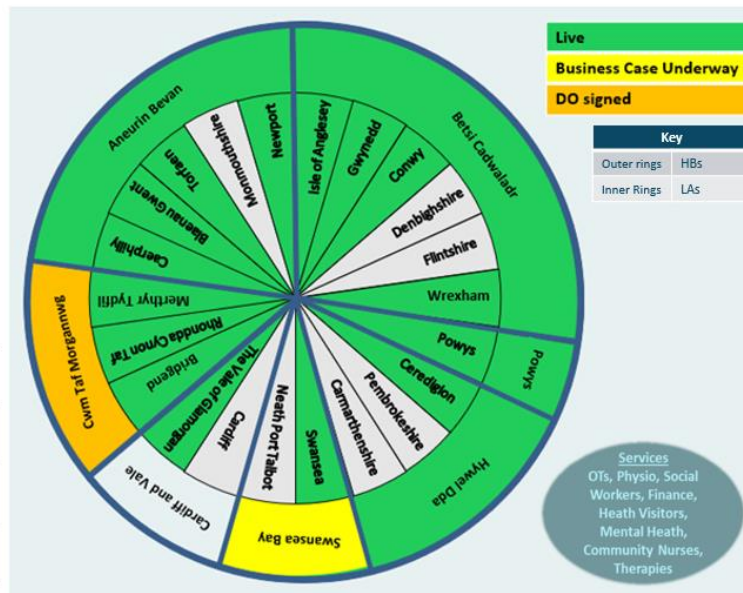 Live
Business Case Underway
DO signed
Key
Outer rings HBs
Inner Rings LAs
Aneurin Bevan
Betsi Cadwaladr
Powys
Hywel Dda
Swansea Bay
Cardiff and Vale
Cwm Taf Morgannwg
Newport
Isle of Anglesey
Gwynedd
Conwy
Denbighshire
Flintshire
Wrexham
Powys
Ceredigion
Pembrokeshire
Carmarthenshire
Swansea
Neath Port Talbot
Cardiff
The Vale of Glamorgan
Bridgend
Rhondda Cynon Taf
Merthyr Tydfil
Caerphilly
Blaenau Gwent
Torfaen
Monmouthshire
Services
OTs, Physio, Social
Workers, Finance,
Heath Visitors,
Mental Heath,
Community Nurses,
Therapies